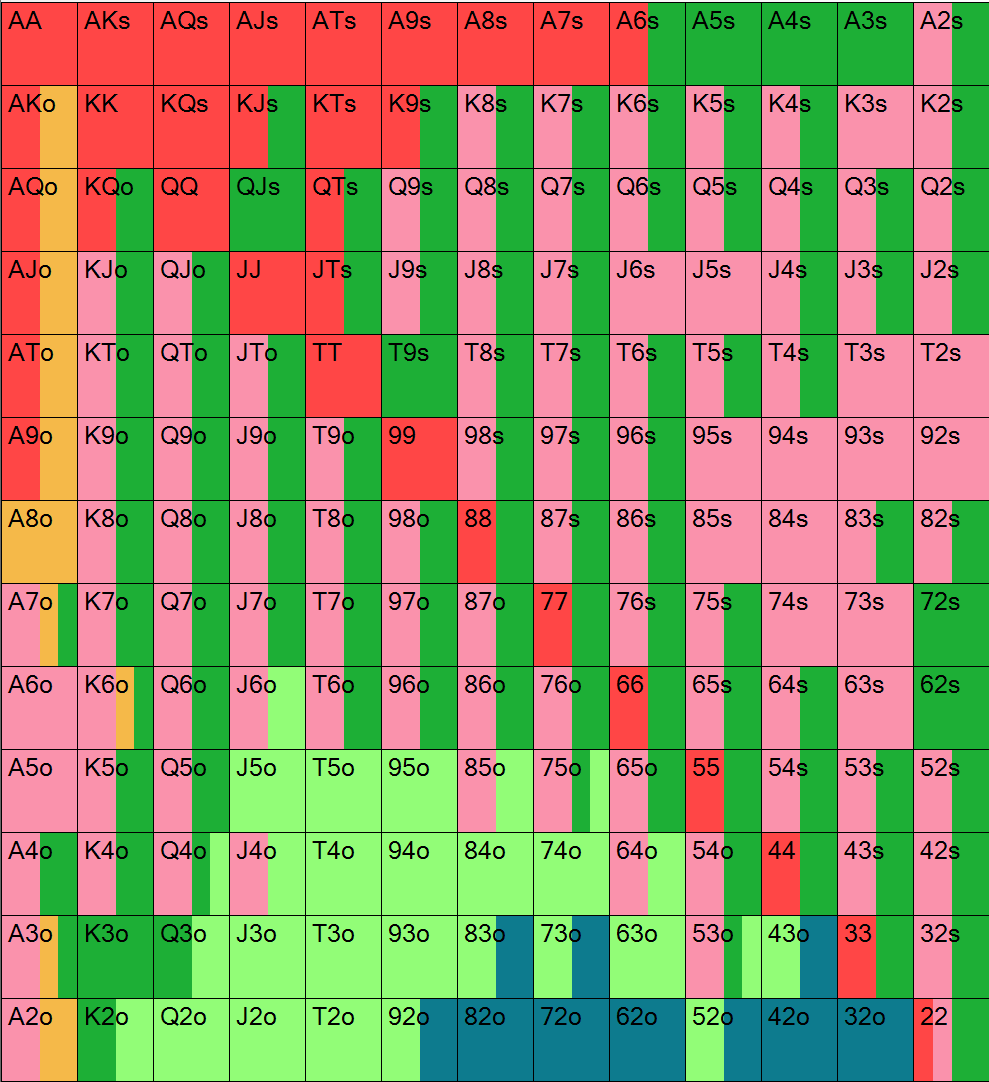 AA AKs AQs AJs ATs A9s A8s A7s A6s A5s A4s A3s A2s
AKo KK KQs KJs KTs K9s K8s K7s K6s K5s K4s K3s K2s
AQo KQo QQ QJs QTs Q9s Q8s Q7s Q6s Q5s Q4s Q3s Q2s
AJo KJo QJo JJ JTs J9s J8s J7s J6s J5s J4s J3s J2s
ATo KTo QTo JTo TT T9s T8s T7s T6s T5s T4s T3s T2s
A9o K9o Q9o J9o T9o 99 98s 97s 96s 95s 94s 93s 92s
A8o K8o Q8o J8o T8o 98o 88 87s 86s 85s 84s 83s 82s
A7o K7o Q7o J7o T7o 97o 87o 77 76s 75s 74s 73s 72s
A6o K6o Q6o J6o T6o 96o 86o 76o 66 65s 64s 63s 62s
A5o K5o Q5o J5o T5o 95o 85o 75o 65o 55 54s 53s 52s
A4o K4o Q4o J4o T4o 94o 84o 74o 64o 54o 44 43s 42s
A3o K3o Q3o J3o T3o 93o 83o 73o 63o 53o 43o 33 32s
A2o K2o Q2o J2o T2o 92o 82o 72o 62o 52o 42o 32o 22